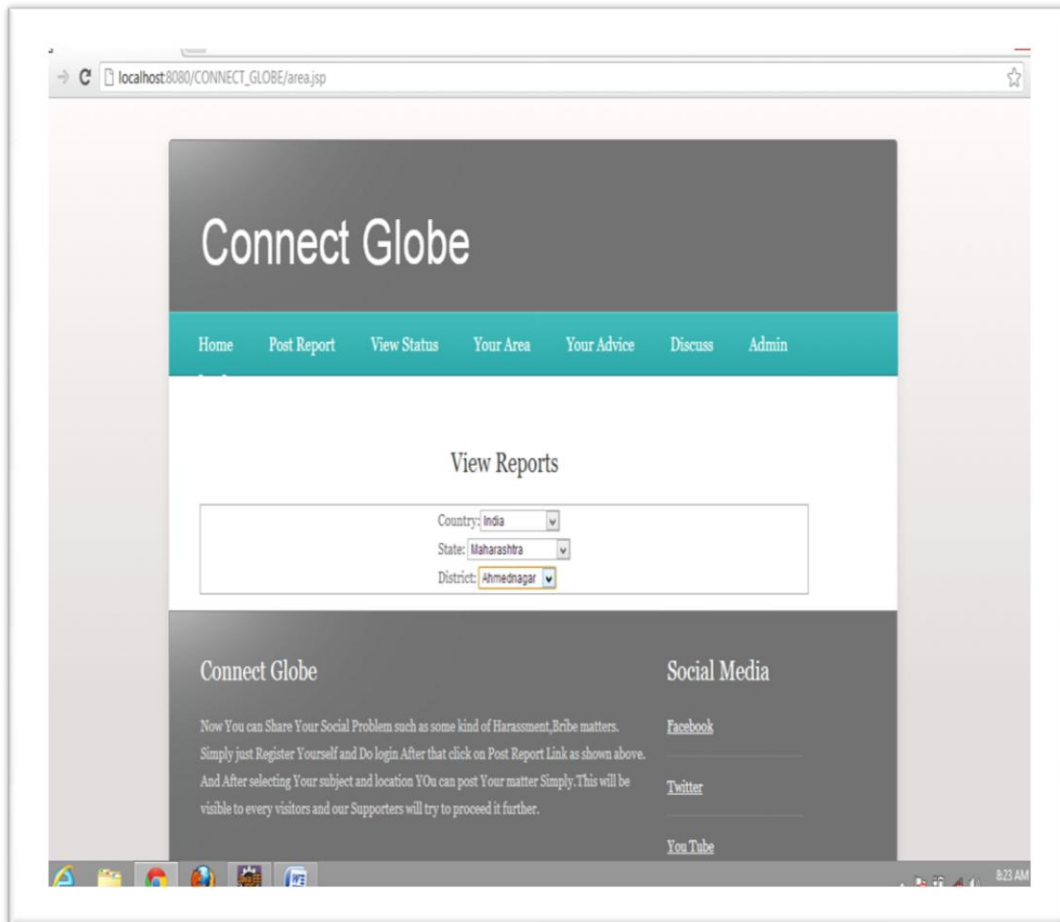 localhost:8080/CONNECT_GLOBE/area.jsp
Connect Globe
Home Post Report View Status Your Area Your Advice Discuss Admin
View Reports
Country: India
State: Maharashtra
District: Ahmednagar
Connect Globe
Now You can Share Your Social Problem such as some kind of Harassment,Bribe matters.
Simply just Register Yourself and Do login After that click on Post Report Link as shown above.
And After selecting Your subject and location YOu can post Your matter Simply.This will be
visible to every visitors and our Supporters will try to proceed it further.
Social Media
Facebook
Twitter
You Tube
8:23 AM